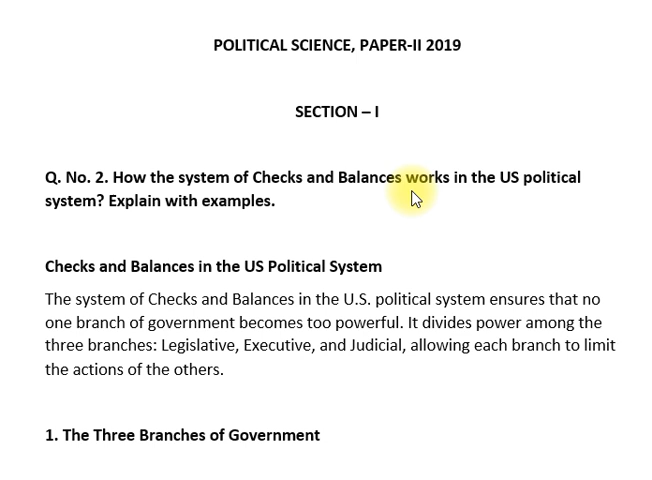 POLITICAL SCIENCE, PAPER-II 2019
SECTION – I
Q. No. 2. How the system of Checks and Balances works in the US political
system? Explain with examples.
Checks and Balances in the US Political System
The system of Checks and Balances in the U.S. political system ensures that no
one branch of government becomes too powerful. It divides power among the
three branches: Legislative, Executive, and Judicial, allowing each branch to limit
the actions of the others.
1. The Three Branches of Government